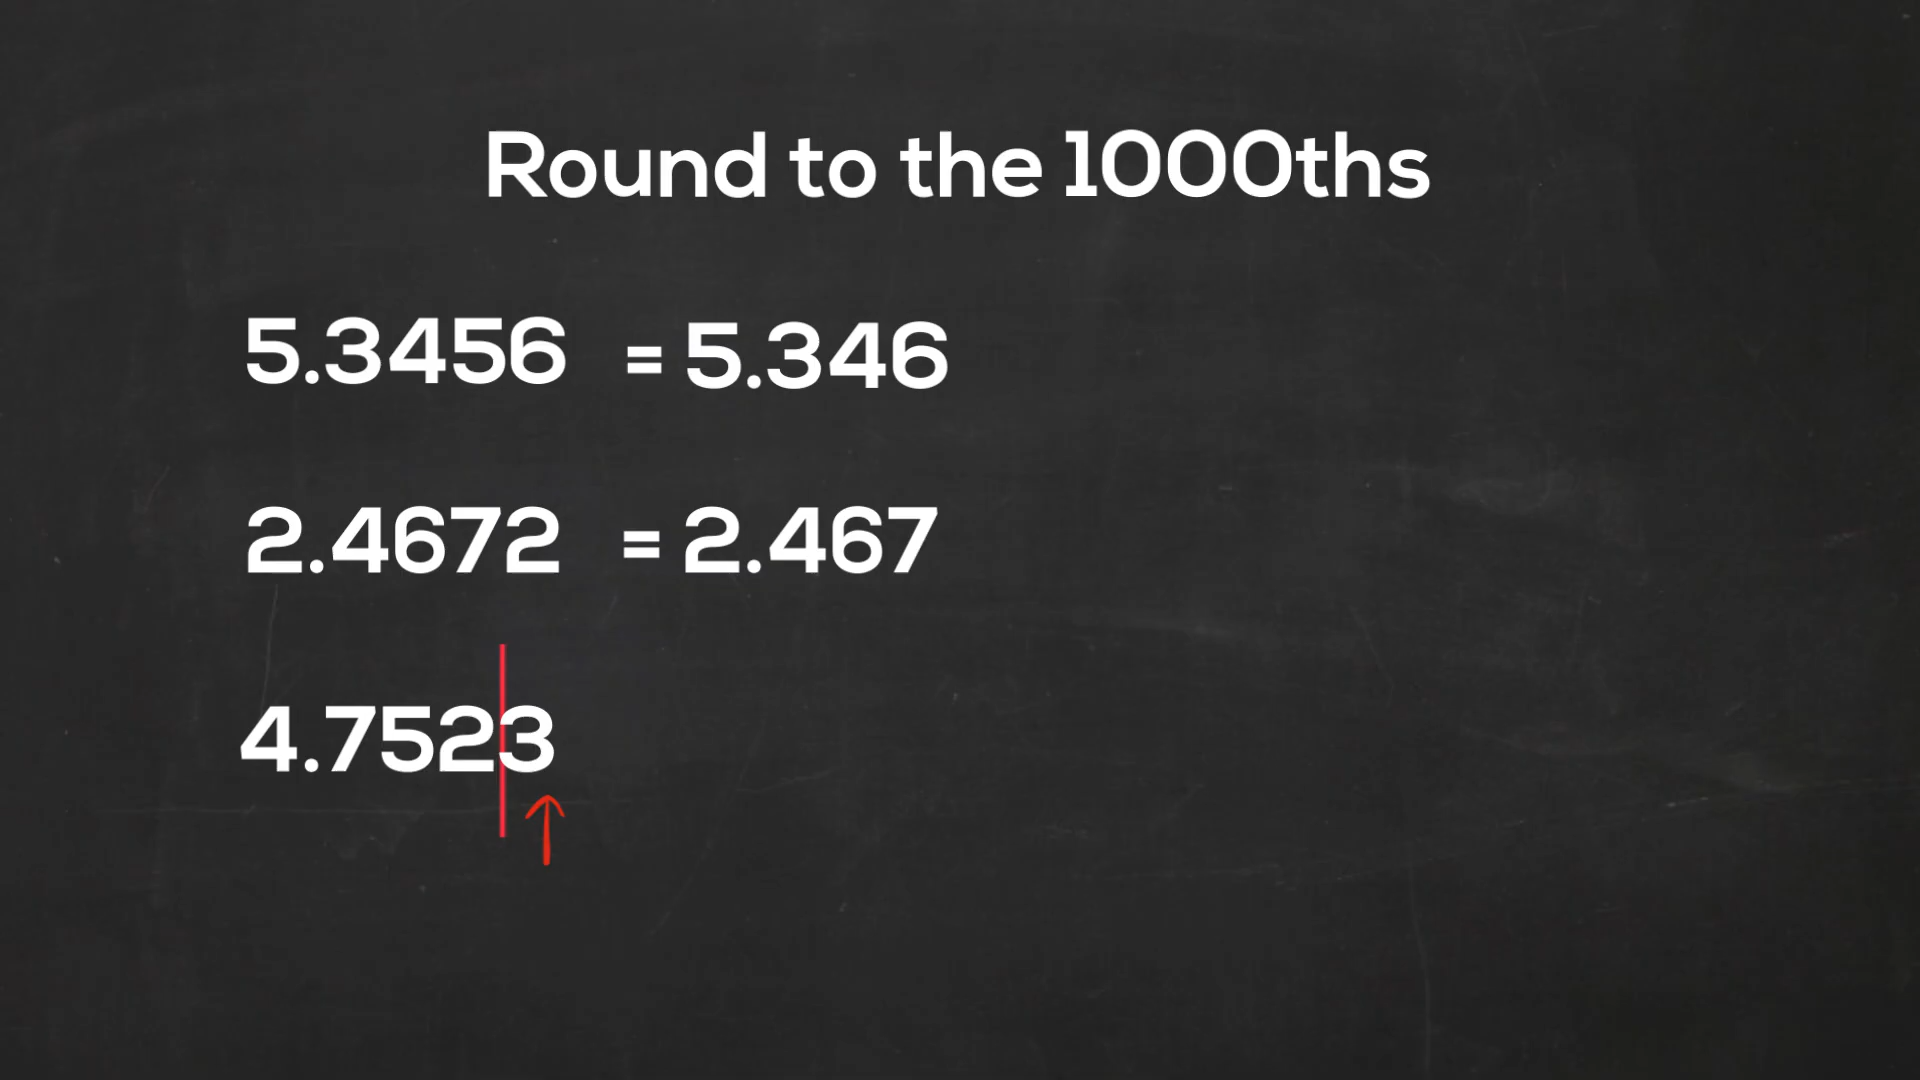 Round to the 1000ths
5.3456 = 5.346
2.4672 = 2.467
4.7523